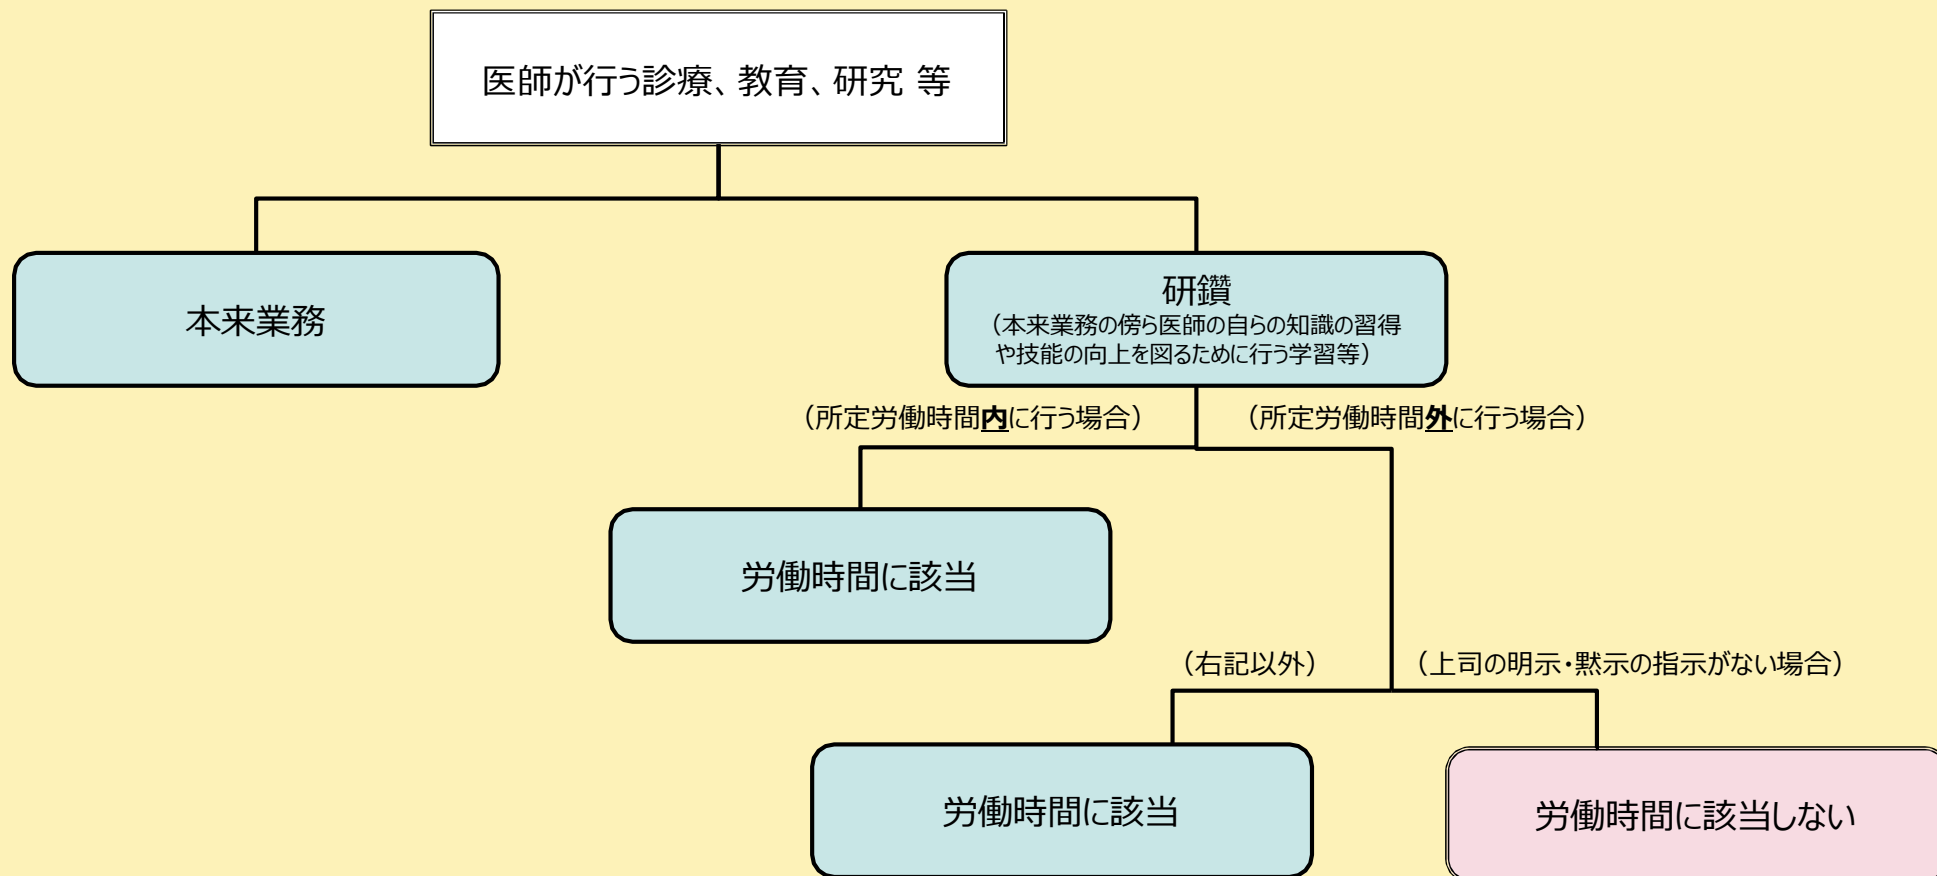 医師が行う診療、教育、研究 等
本来業務
研鑽
（本来業務の傍ら医師の自らの知識の習得
や技能の向上を図るために行う学習等）
（所定労働時間内に行う場合）
（所定労働時間外に行う場合）
労働時間に該当
（右記以外）
（上司の明示・黙示の指示がない場合）
労働時間に該当
労働時間に該当しない